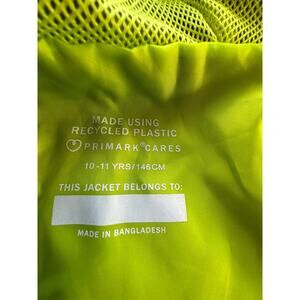 MADE USING
RECYCLED PLASTIC
PRIMARK® CARES
10-11 YRS/146CM
THIS JACKET BELONGS TO:
MADE IN BANGLADESH